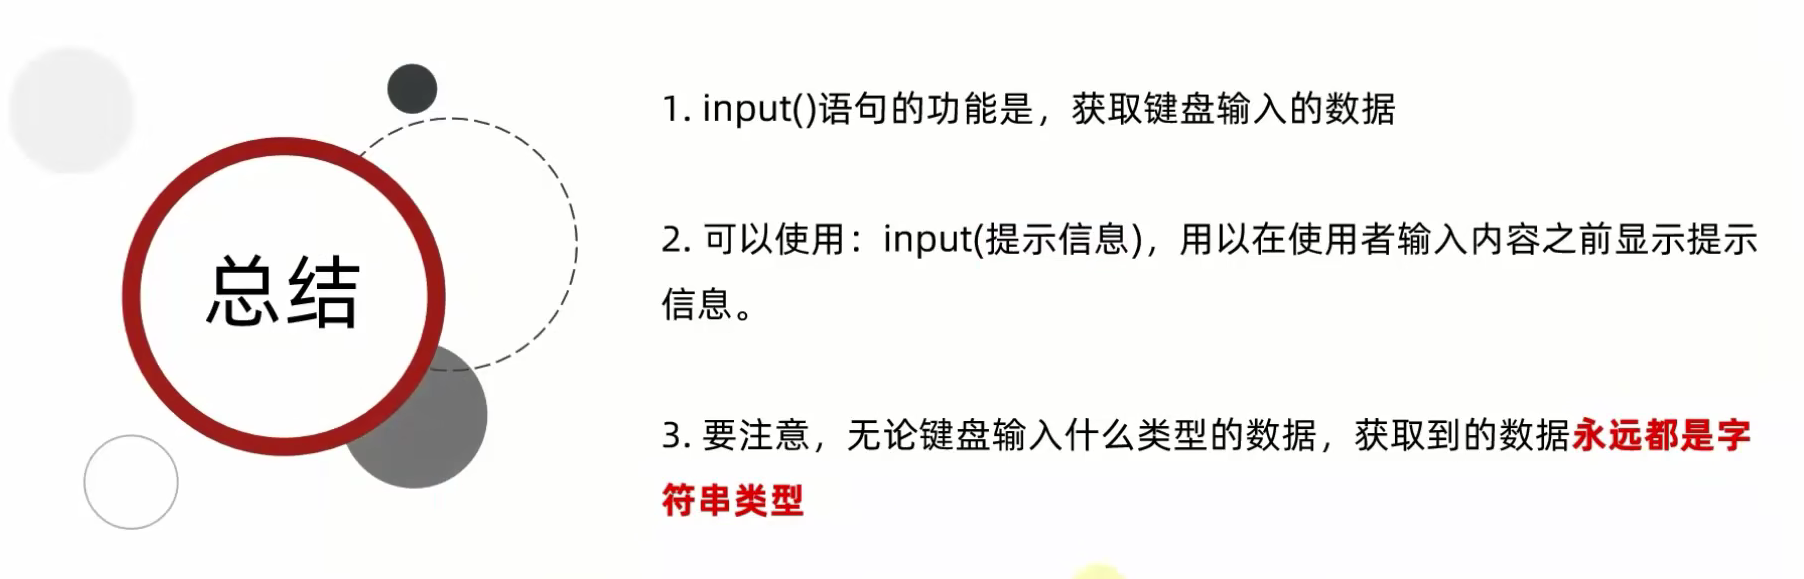 总结
1. input()语句的功能是，获取键盘输入的数据
2. 可以使用：input(提示信息)，用以在使用者输入内容之前显示提示
信息。
3. 要注意，无论键盘输入什么类型的数据，获取到的数据永远都是字
符串类型